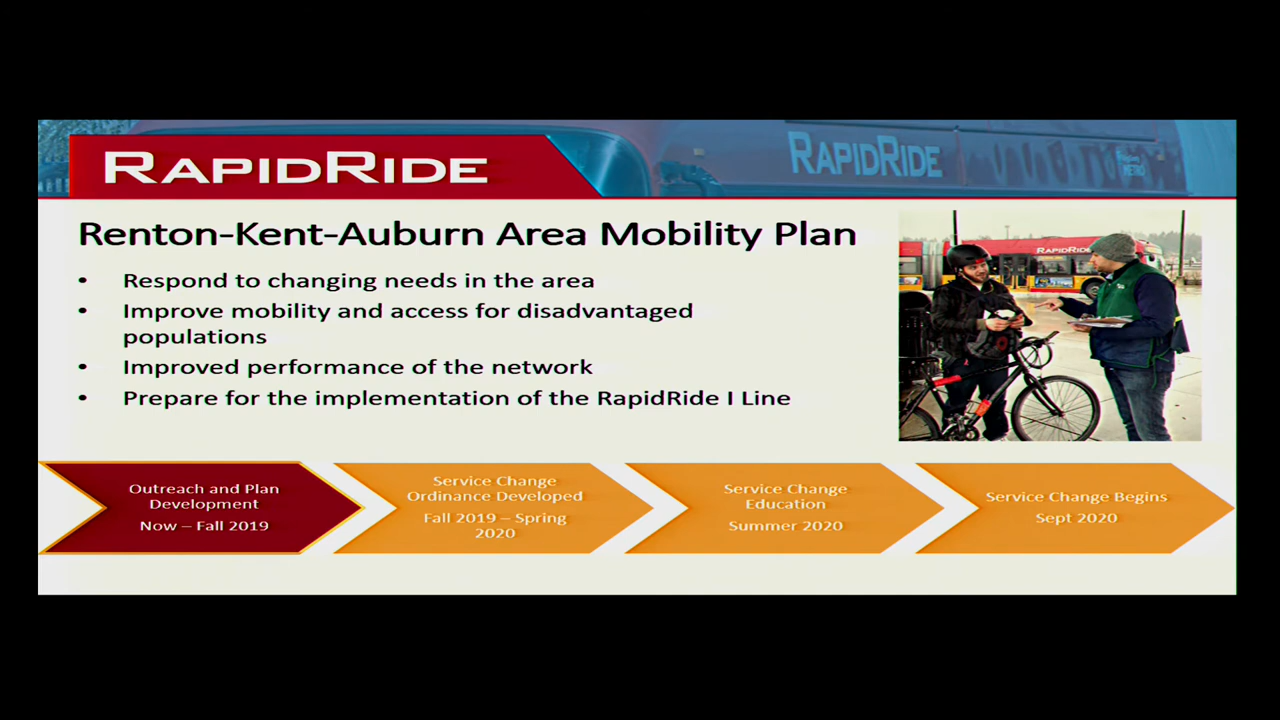 RAPIDRIDE
RAPIDRIDE
Renton-Kent-Auburn Area Mobility Plan
• Respond to changing needs in the area
• Improve mobility and access for disadvantaged
populations
• Improved performance of the network
• Prepare for the implementation of the RapidRide I Line
RAPIDRIDE
Outreach and Plan
Development
Now – Fall 2019
Service Change
Ordinance Developed
Fall 2019 – Spring
2020
Service Change
Education
Summer 2020
Service Change Begins
Sept 2020